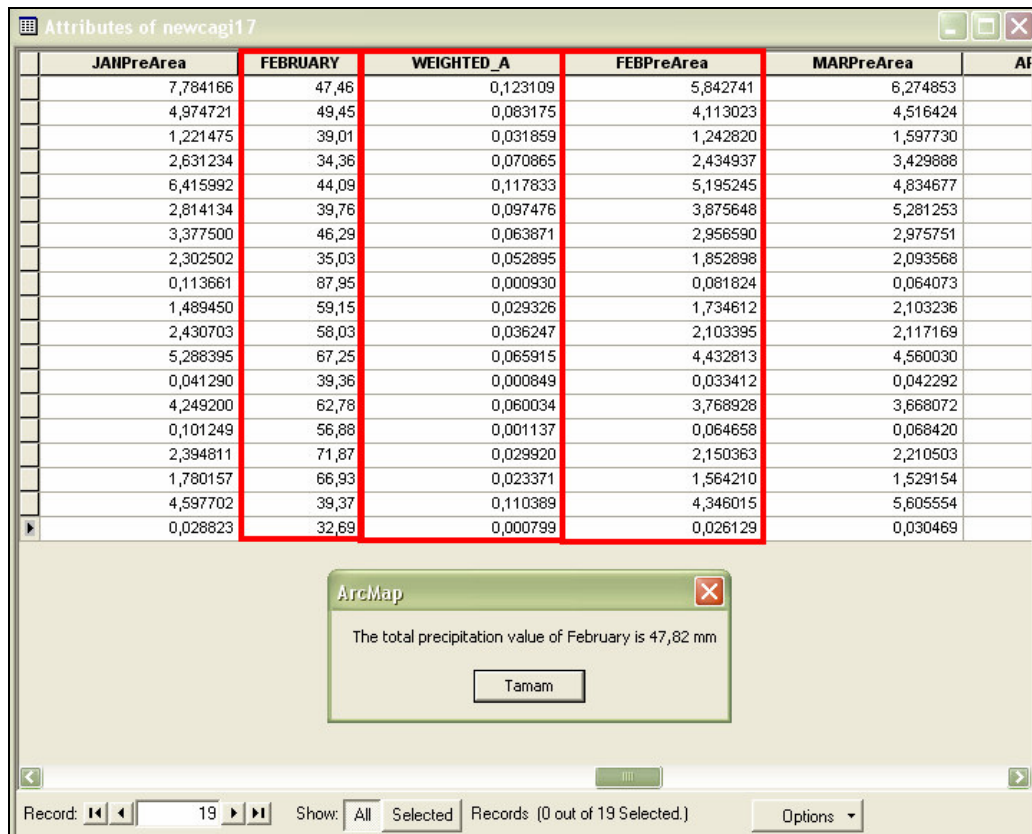 Attributes of newcagi17
JANPreArea FEBRUARY WEIGHTED_A FEBPreArea MARPreArea
7,784166 47,46 0,123109 5,842741 6,274853
4,974721 49,45 0,083175 4,113023 4,516424
1,221475 39,01 0,031859 1,242820 1,597730
2,631234 34,36 0,070865 2,434937 3,429888
6,415992 44,09 0,117833 5,195245 4,834677
2,814134 39,76 0,097476 3,875648 5,281253
3,377500 46,29 0,063871 2,956590 2,975751
2,302502 35,03 0,052895 1,852898 2,093568
0,113661 87,95 0,000930 0,081824 0,064073
1,489450 59,15 0,029326 1,734612 2,103236
2,430703 58,03 0,036247 2,103395 2,117169
5,288395 67,25 0,065915 4,432813 4,560030
0,041290 39,36 0,000849 0,033412 0,042292
4,249200 62,78 0,060034 3,768928 3,668072
0,101249 56,88 0,001137 0,064658 0,068420
2,394811 71,87 0,029920 2,150363 2,210503
1,780157 66,93 0,023371 1,564210 1,529154
4,597702 39,37 0,110389 4,346015 5,605554
0,028823 32,69 0,000799 0,026129 0,030469
ArcMap
The total precipitation value of February is 47,82 mm
Tamam
Record: 19 Show: All Selected Records (0 out of 19 Selected.) Options